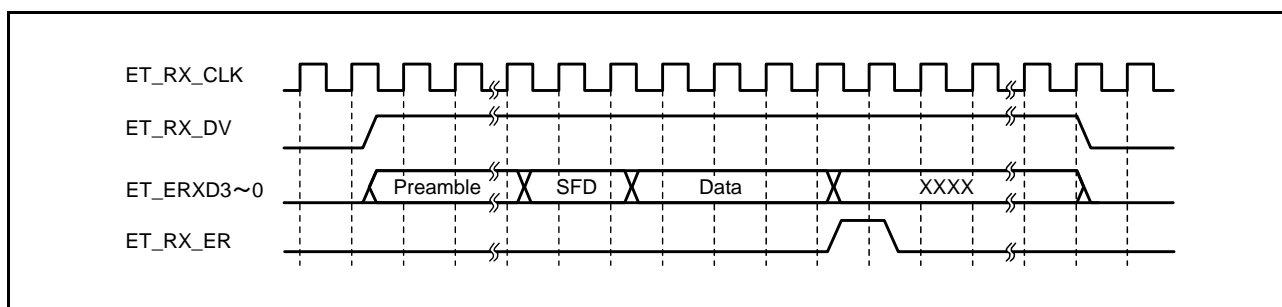 ET_RX_CLK
ET_RX_DV
ET_ERXD3～0 Preamble SFD Data XXXX
ET_RX_ER